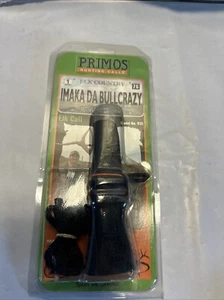 PRIMOS
HUNTING CALLS
ELK COUNTRY
IMAKA DA BULLCRAZY
Elk Call